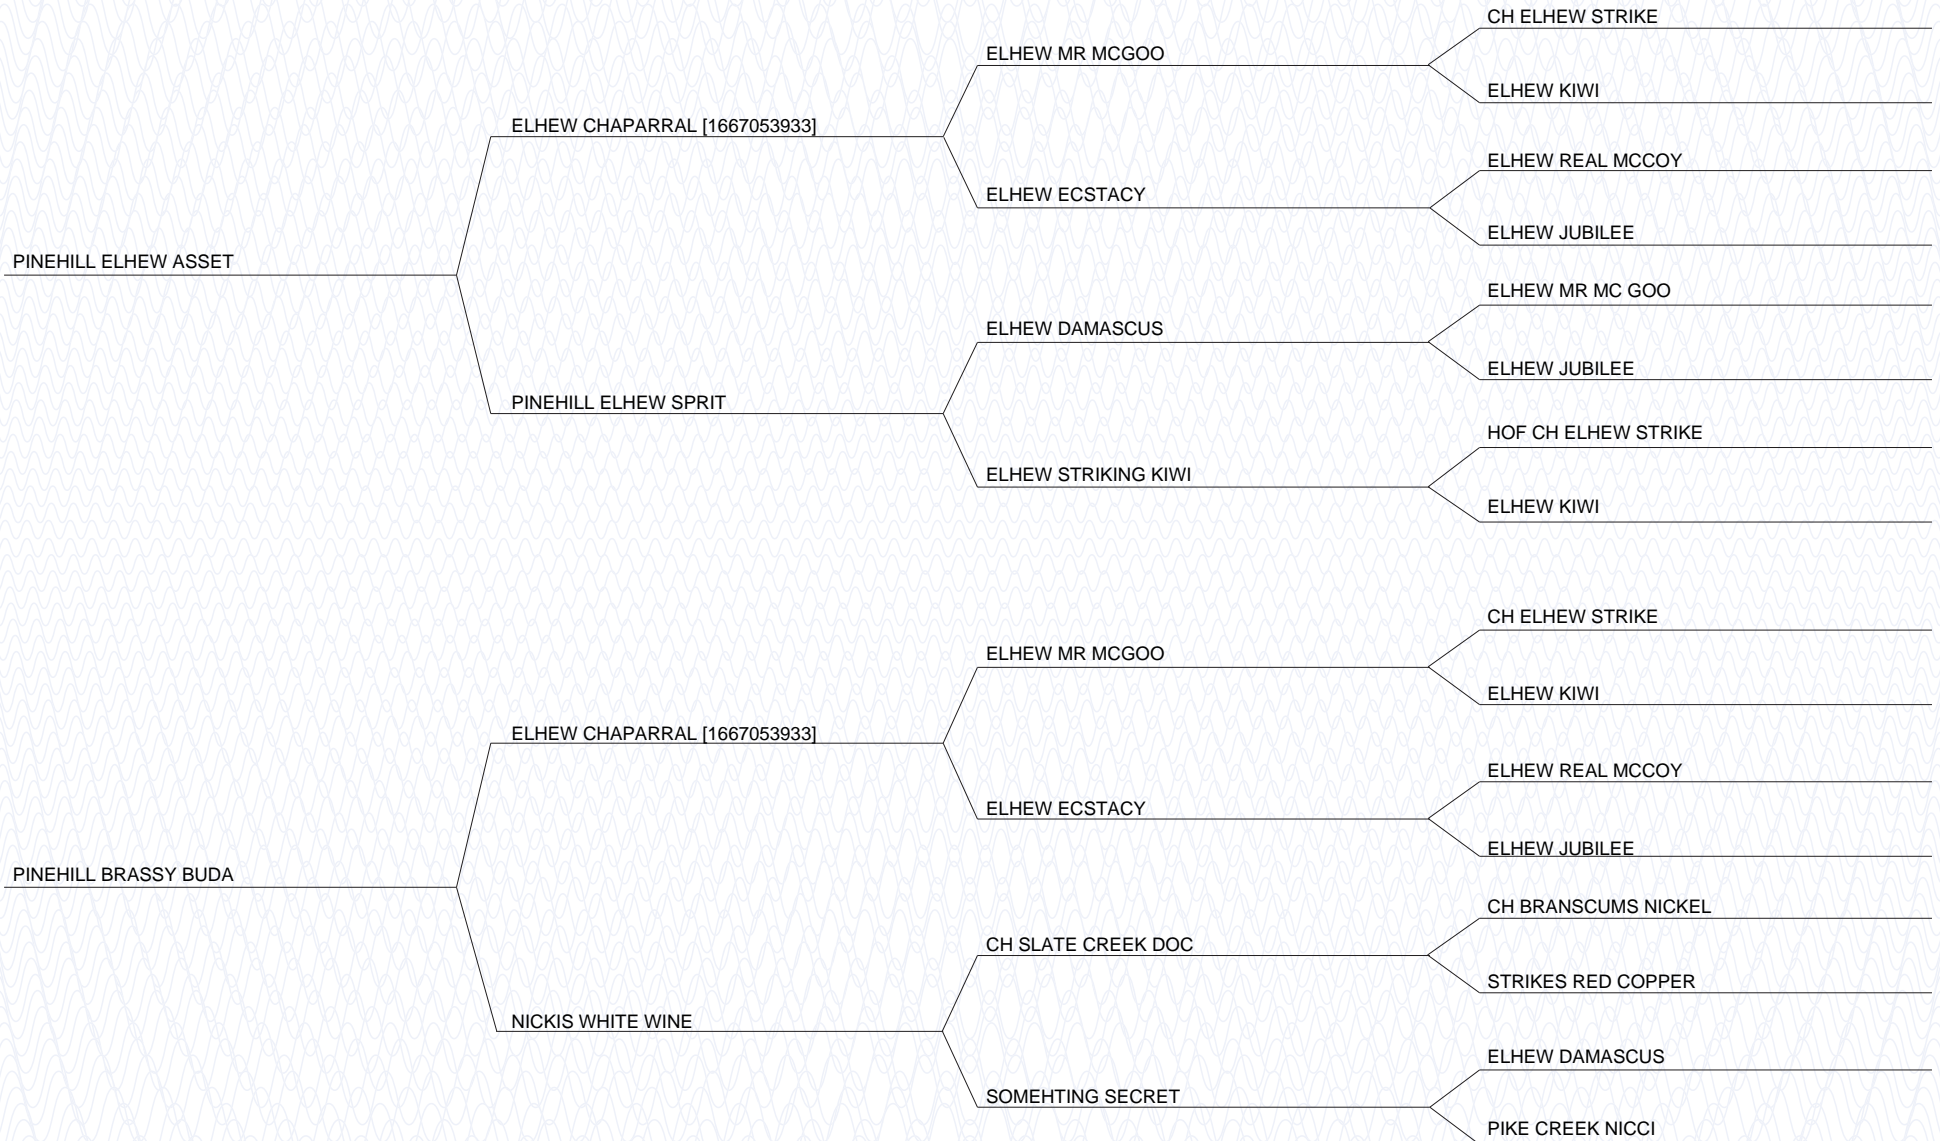 CH ELHEW STRIKE
ELHEW MR MCGOO
ELHEW KIWI
ELHEW CHAPARRAL [1667053933]
ELHEW REAL MCCOY
ELHEW ECSTACY
ELHEW JUBILEE
PINEHILL ELHEW ASSET
ELHEW MR MC GOO
ELHEW DAMASCUS
ELHEW JUBILEE
PINEHILL ELHEW SPRIT
HOF CH ELHEW STRIKE
ELHEW STRIKING KIWI
ELHEW KIWI
CH ELHEW STRIKE
ELHEW MR MCGOO
ELHEW KIWI
ELHEW CHAPARRAL [1667053933]
ELHEW REAL MCCOY
ELHEW ECSTACY
ELHEW JUBILEE
PINEHILL BRASSY BUDA
CH BRANSCUMS NICKEL
CH SLATE CREEK DOC
STRIKES RED COPPER
NICKIS WHITE WINE
ELHEW DAMASCUS
SOMEHTING SECRET
PIKE CREEK NICCI